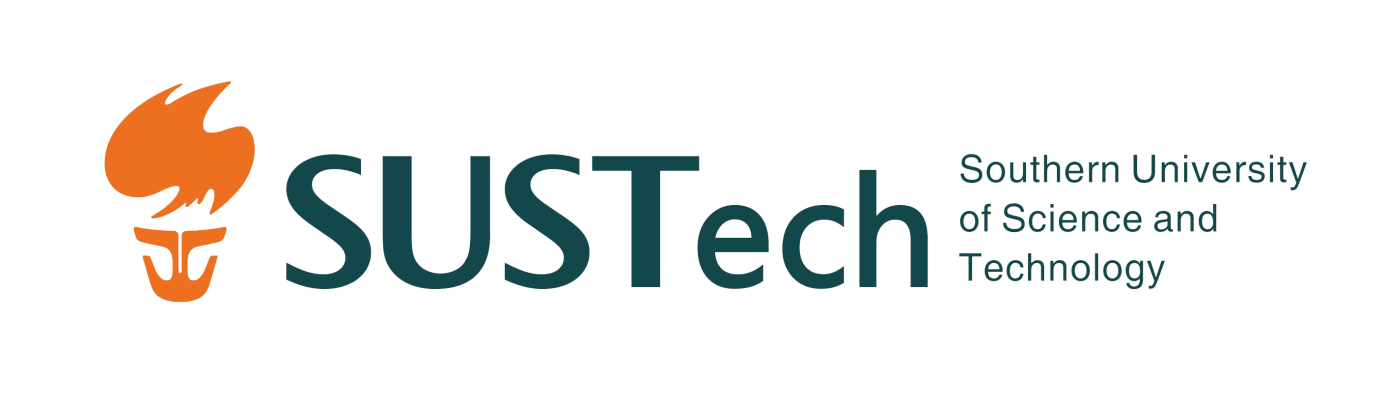 SUSTech
Southern University
of Science and
Technology